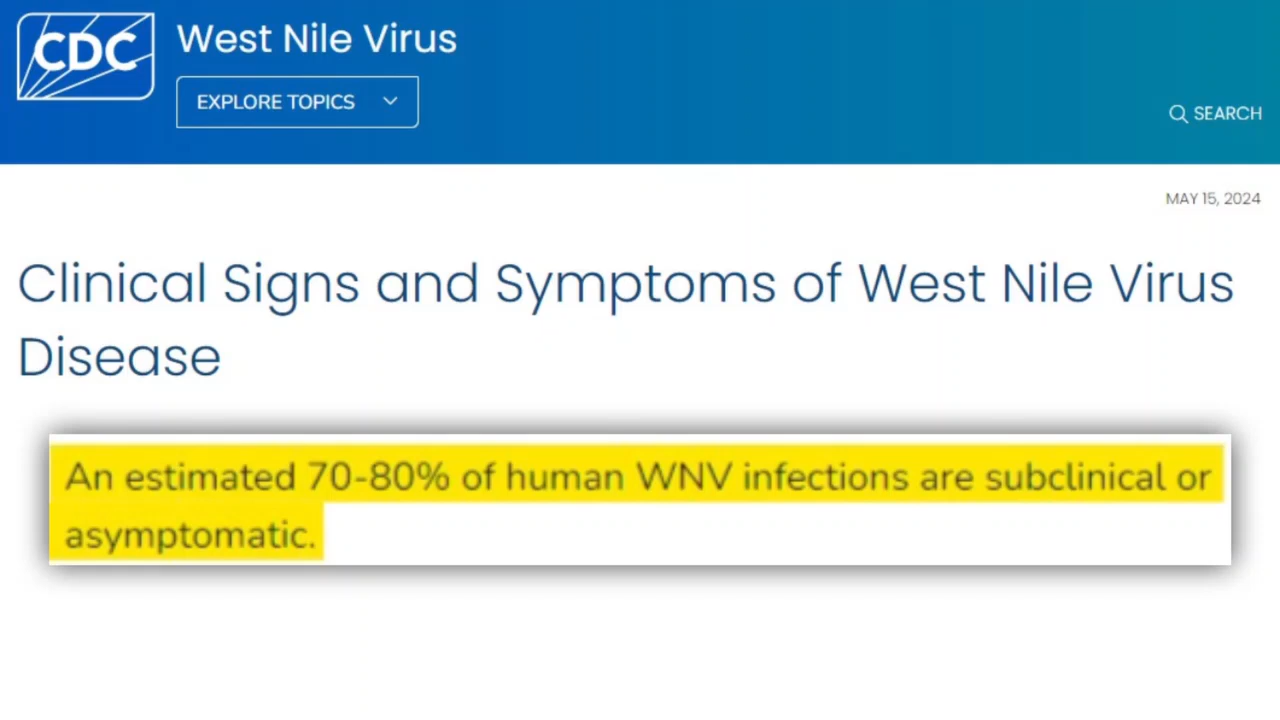 CDC
West Nile Virus
EXPLORE TOPICS
SEARCH
MAY 15, 2024
Clinical Signs and Symptoms of West Nile Virus
Disease
An estimated 70-80% of human WNV infections are subclinical or
asymptomatic.